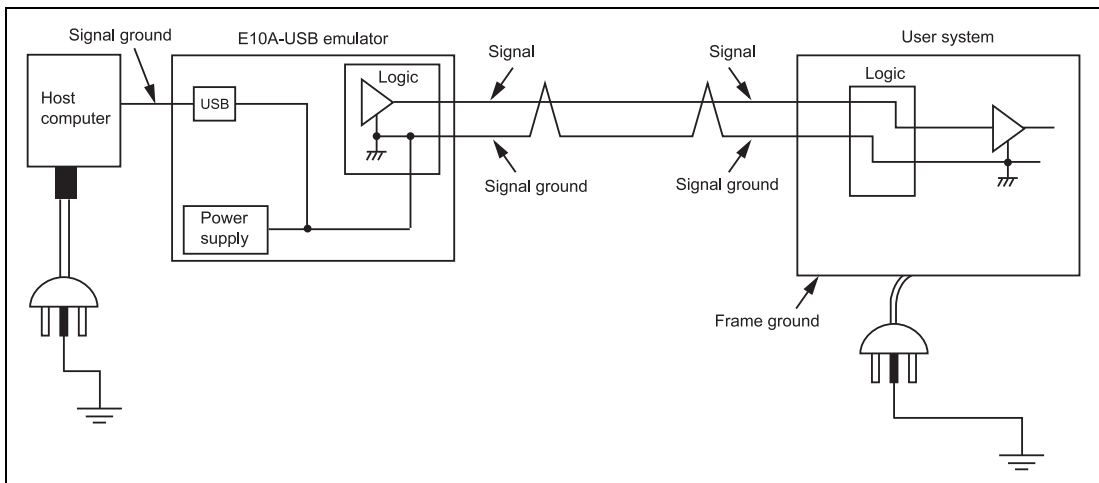 Signal ground
E10A-USB emulator
Host
computer
USB
Logic
Power
supply
Signal
Signal ground
Signal
Signal ground
User system
Logic
Frame ground